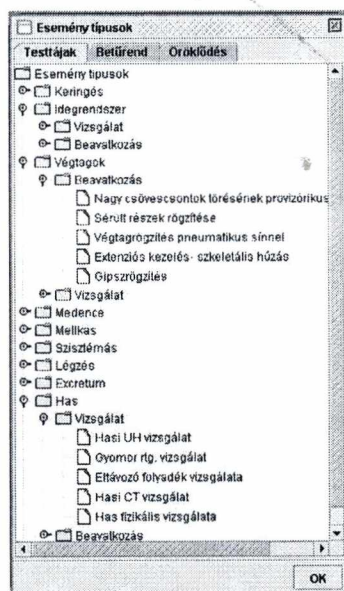 Esemény típusok
Testtájak Betűrend Öröklődés
Esemény típusok
Keringés
Idegrendszer
Vizsgálat
Beavatkozás
Végtagok
Beavatkozás
Nagy csövescsontok törésének provizórikus
Sérült részek rögzítése
Végtagrögzítés pneumatikus sínnel
Extenziós kezelés- szkeletális húzás
Gipszrögzítés
Vizsgálat
Medence
Mellkas
Szisztémás
Légzés
Excretum
Has
Vizsgálat
Hasi UH vizsgálat
Gyomor rtg. vizsgálat
Eltávozó folyadék vizsgálata
Hasi CT vizsgálat
Has fizikális vizsgálata
Beavatkozás
OK